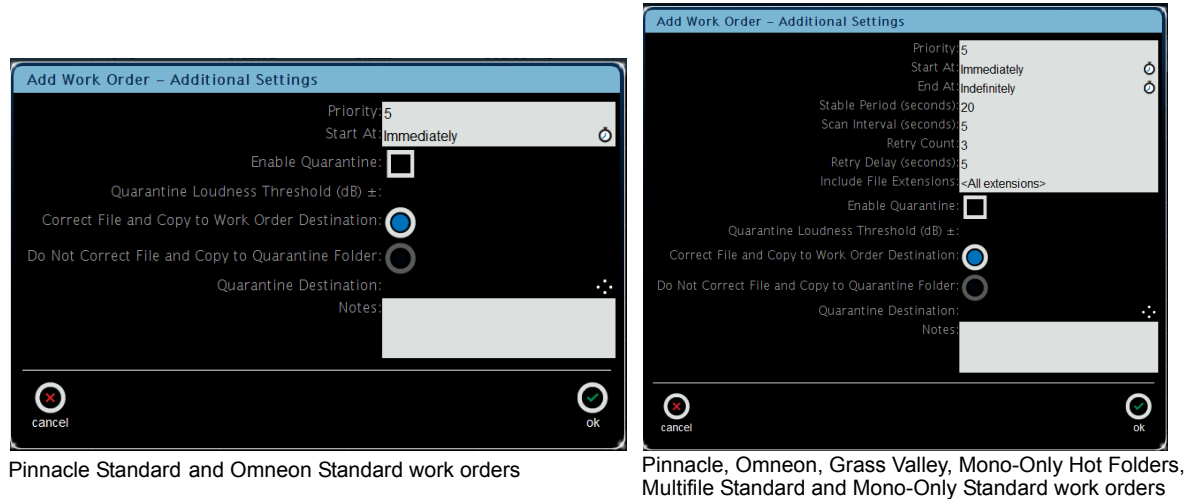 Add Work Order – Additional Settings
Priority: 5
Start At: Immediately
Enable Quarantine:
Quarantine Loudness Threshold (dB) ±:
Correct File and Copy to Work Order Destination:
Do Not Correct File and Copy to Quarantine Folder:
Quarantine Destination:
Notes:
cancel
ok
Pinnacle Standard and Omneon Standard work orders
Add Work Order – Additional Settings
Priority: 5
Start At: Immediately
End At: Indefinitely
Stable Period (seconds): 20
Scan Interval (seconds): 5
Retry Count: 3
Retry Delay (seconds): 5
Include File Extensions: <All extensions>
Enable Quarantine:
Quarantine Loudness Threshold (dB) ±:
Correct File and Copy to Work Order Destination:
Do Not Correct File and Copy to Quarantine Folder:
Quarantine Destination:
Notes:
cancel
ok
Pinnacle, Omneon, Grass Valley, Mono-Only Hot Folders,
Multifile Standard and Mono-Only Standard work orders